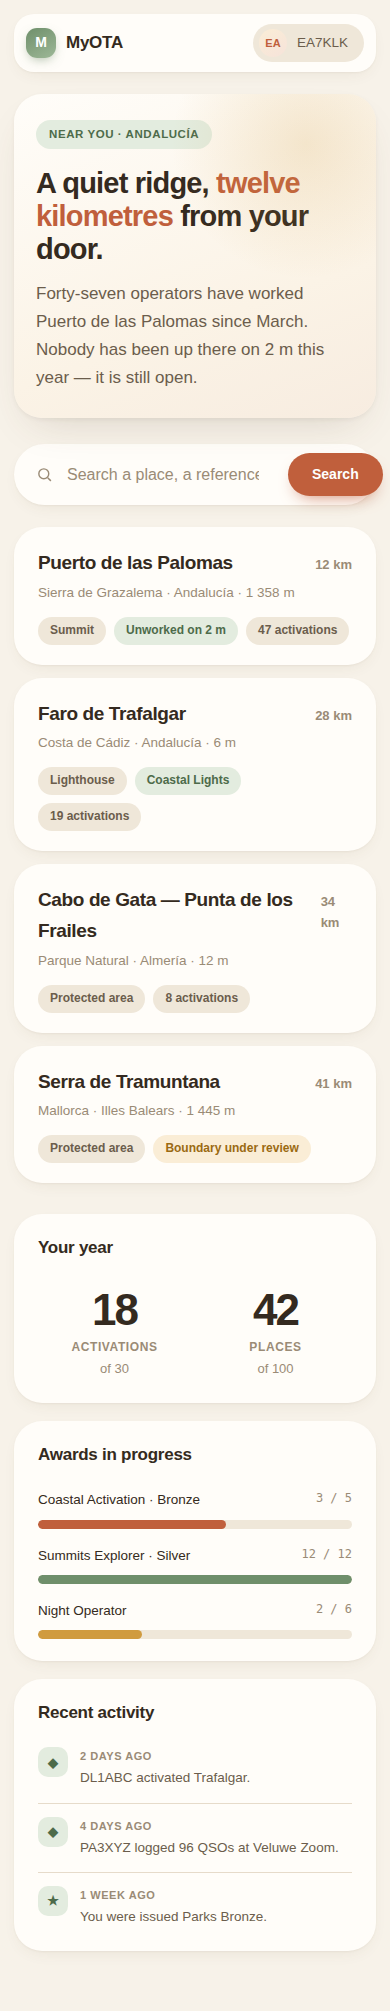 M MyOTA EA EA7KLK
NEAR YOU · ANDALUCÍA
A quiet ridge, twelve
kilometres from your
door.
Forty-seven operators have worked
Puerto de las Palomas since March.
Nobody has been up there on 2 m this
year — it is still open.
Search a place, a reference Search
Puerto de las Palomas 12 km
Sierra de Grazalema · Andalucía · 1 358 m
Summit Unworked on 2 m 47 activations
Faro de Trafalgar 28 km
Costa de Cádiz · Andalucía · 6 m
Lighthouse Coastal Lights
19 activations
Cabo de Gata — Punta de los 34
Frailes km
Parque Natural · Almería · 12 m
Protected area 8 activations
Serra de Tramuntana 41 km
Mallorca · Illes Balears · 1 445 m
Protected area Boundary under review
Your year
18 42
ACTIVATIONS PLACES
of 30 of 100
Awards in progress
Coastal Activation · Bronze 3 / 5
Summits Explorer · Silver 12 / 12
Night Operator 2 / 6
Recent activity
2 DAYS AGO
DL1ABC activated Trafalgar.
4 DAYS AGO
PA3XYZ logged 96 QSOs at Veluwe Zoom.
1 WEEK AGO
You were issued Parks Bronze.